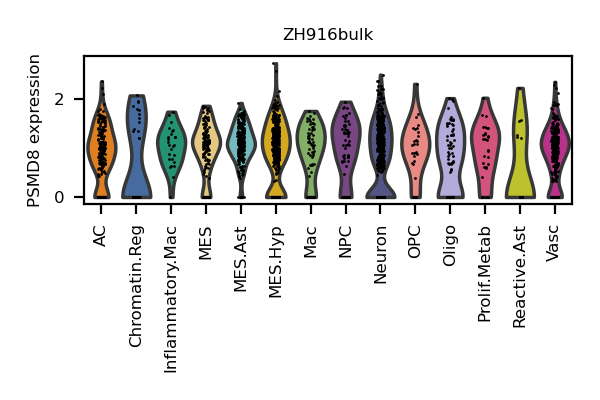 ZH916bulk
PSMD8 expression
2
0
AC
Chromatin.Reg
Inflammatory.Mac
MES
MES.Ast
MES.Hyp
Mac
NPC
Neuron
OPC
Oligo
Prolif.Metab
Reactive.Ast
Vasc